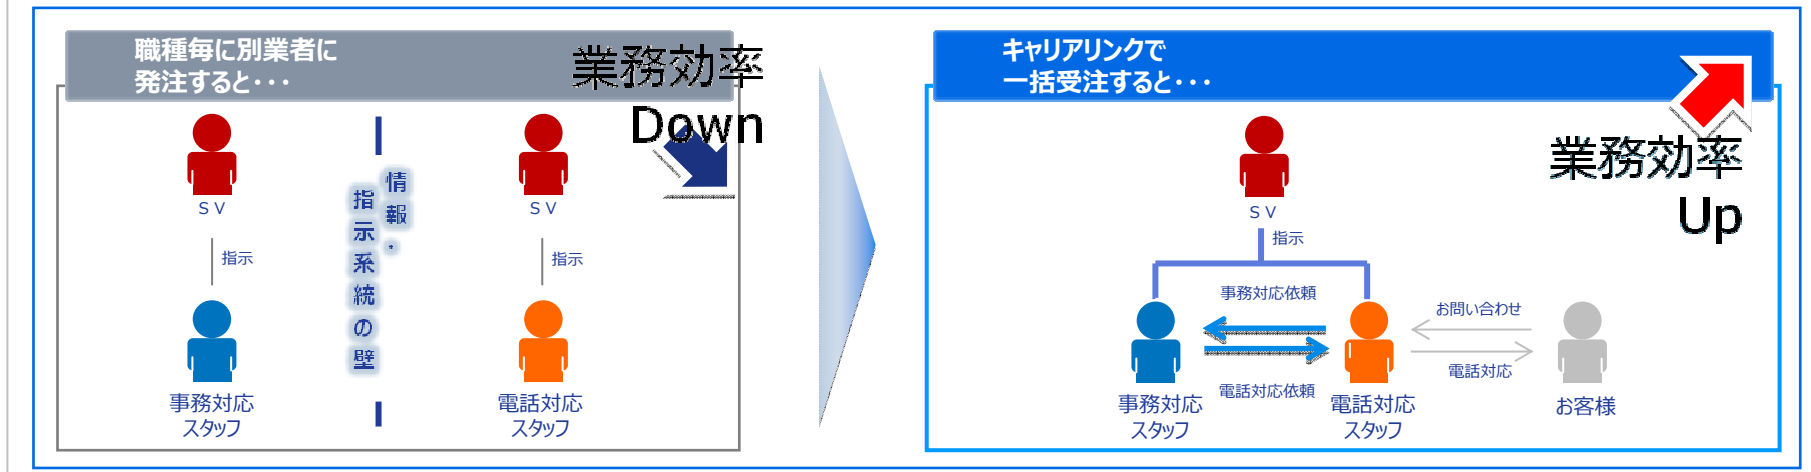 職種毎に別業者に
発注すると・・・
業務効率
Down
ＳＶ
指示
事務対応
スタッフ
情報・
指示系統の壁
ＳＶ
指示
電話対応
スタッフ
キャリアリンクで
一括受注すると・・・
業務効率
Up
ＳＶ
指示
事務対応依頼
電話対応依頼
事務対応
スタッフ
電話対応
スタッフ
お問い合わせ
電話対応
お客様